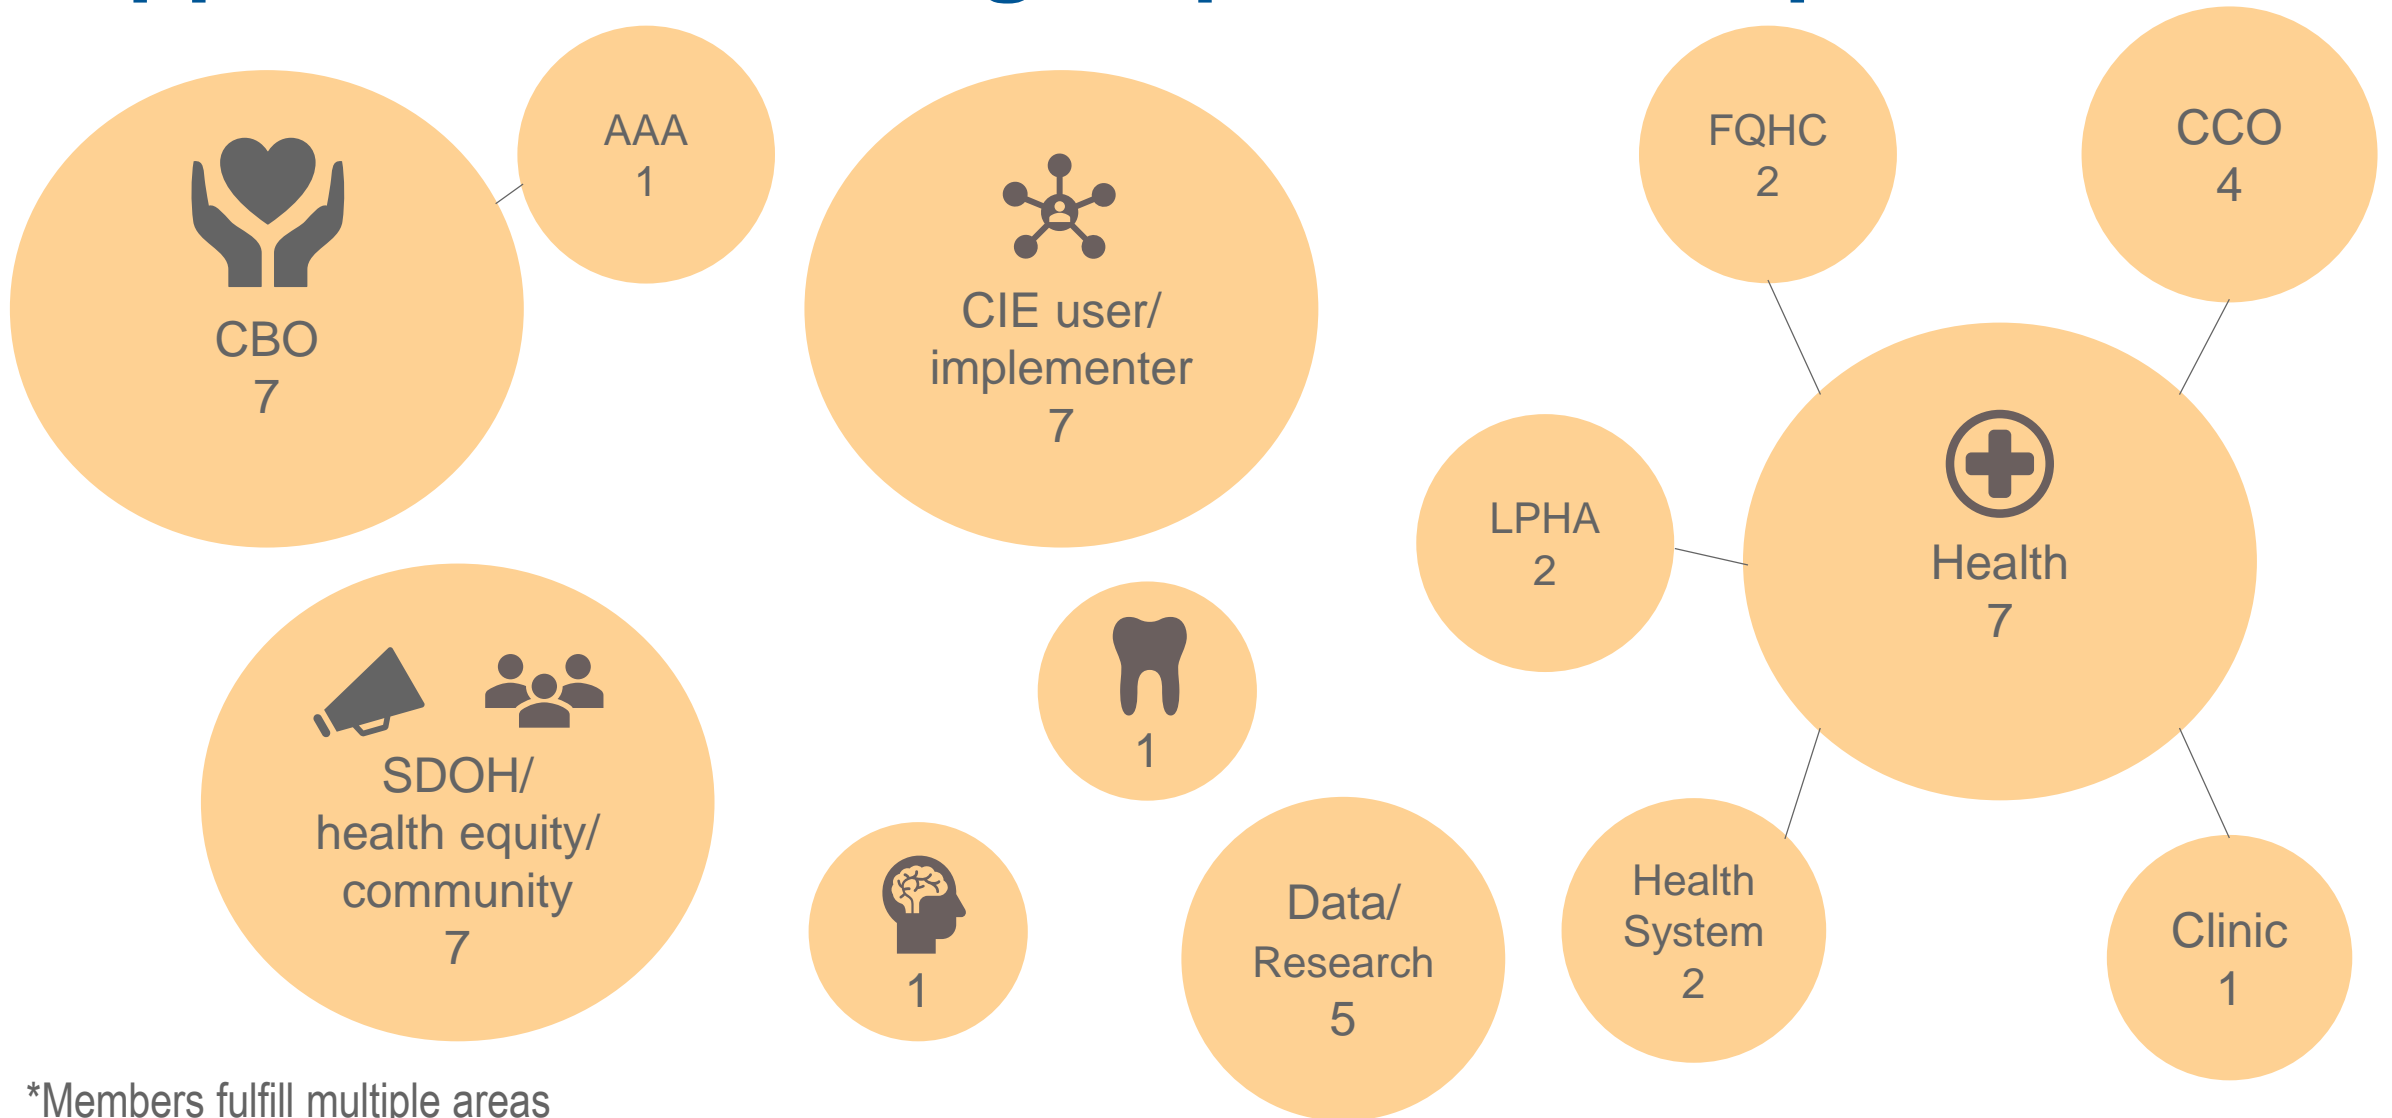 CBO
7
AAA
1
CIE user/
implementer
7
FQHC
2
CCO
4
LPHA
2
Health
7
SDOH/
health equity/
community
7
1
1
Data/
Research
5
Health
System
2
Clinic
1
*Members fulfill multiple areas